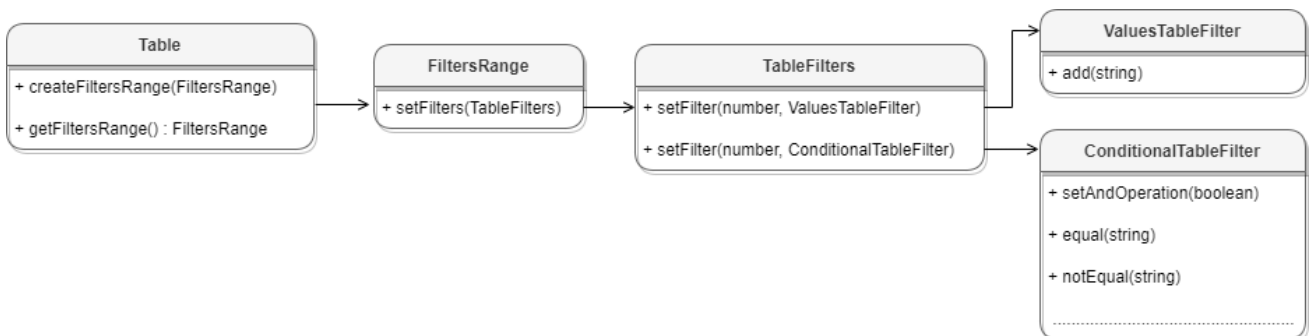 Table
+ createFiltersRange(FiltersRange)
+ getFiltersRange() : FiltersRange
FiltersRange
+ setFilters(TableFilters)
TableFilters
+ setFilter(number, ValuesTableFilter)
+ setFilter(number, ConditionalTableFilter)
ValuesTableFilter
+ add(string)
ConditionalTableFilter
+ setAndOperation(boolean)
+ equal(string)
+ notEqual(string)